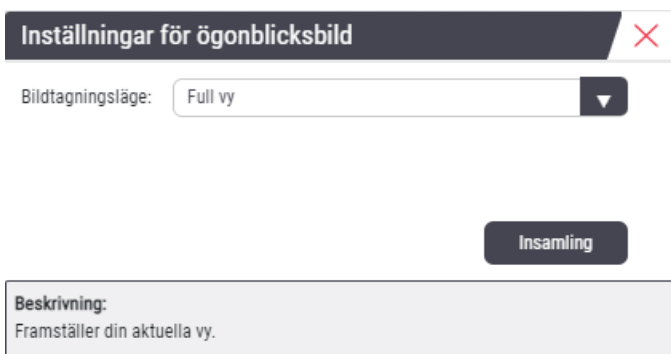 Inställningar för ögonblicksbild
Bildtagningsläge: Full vy
Insamling
Beskrivning:
Framställer din aktuella vy.